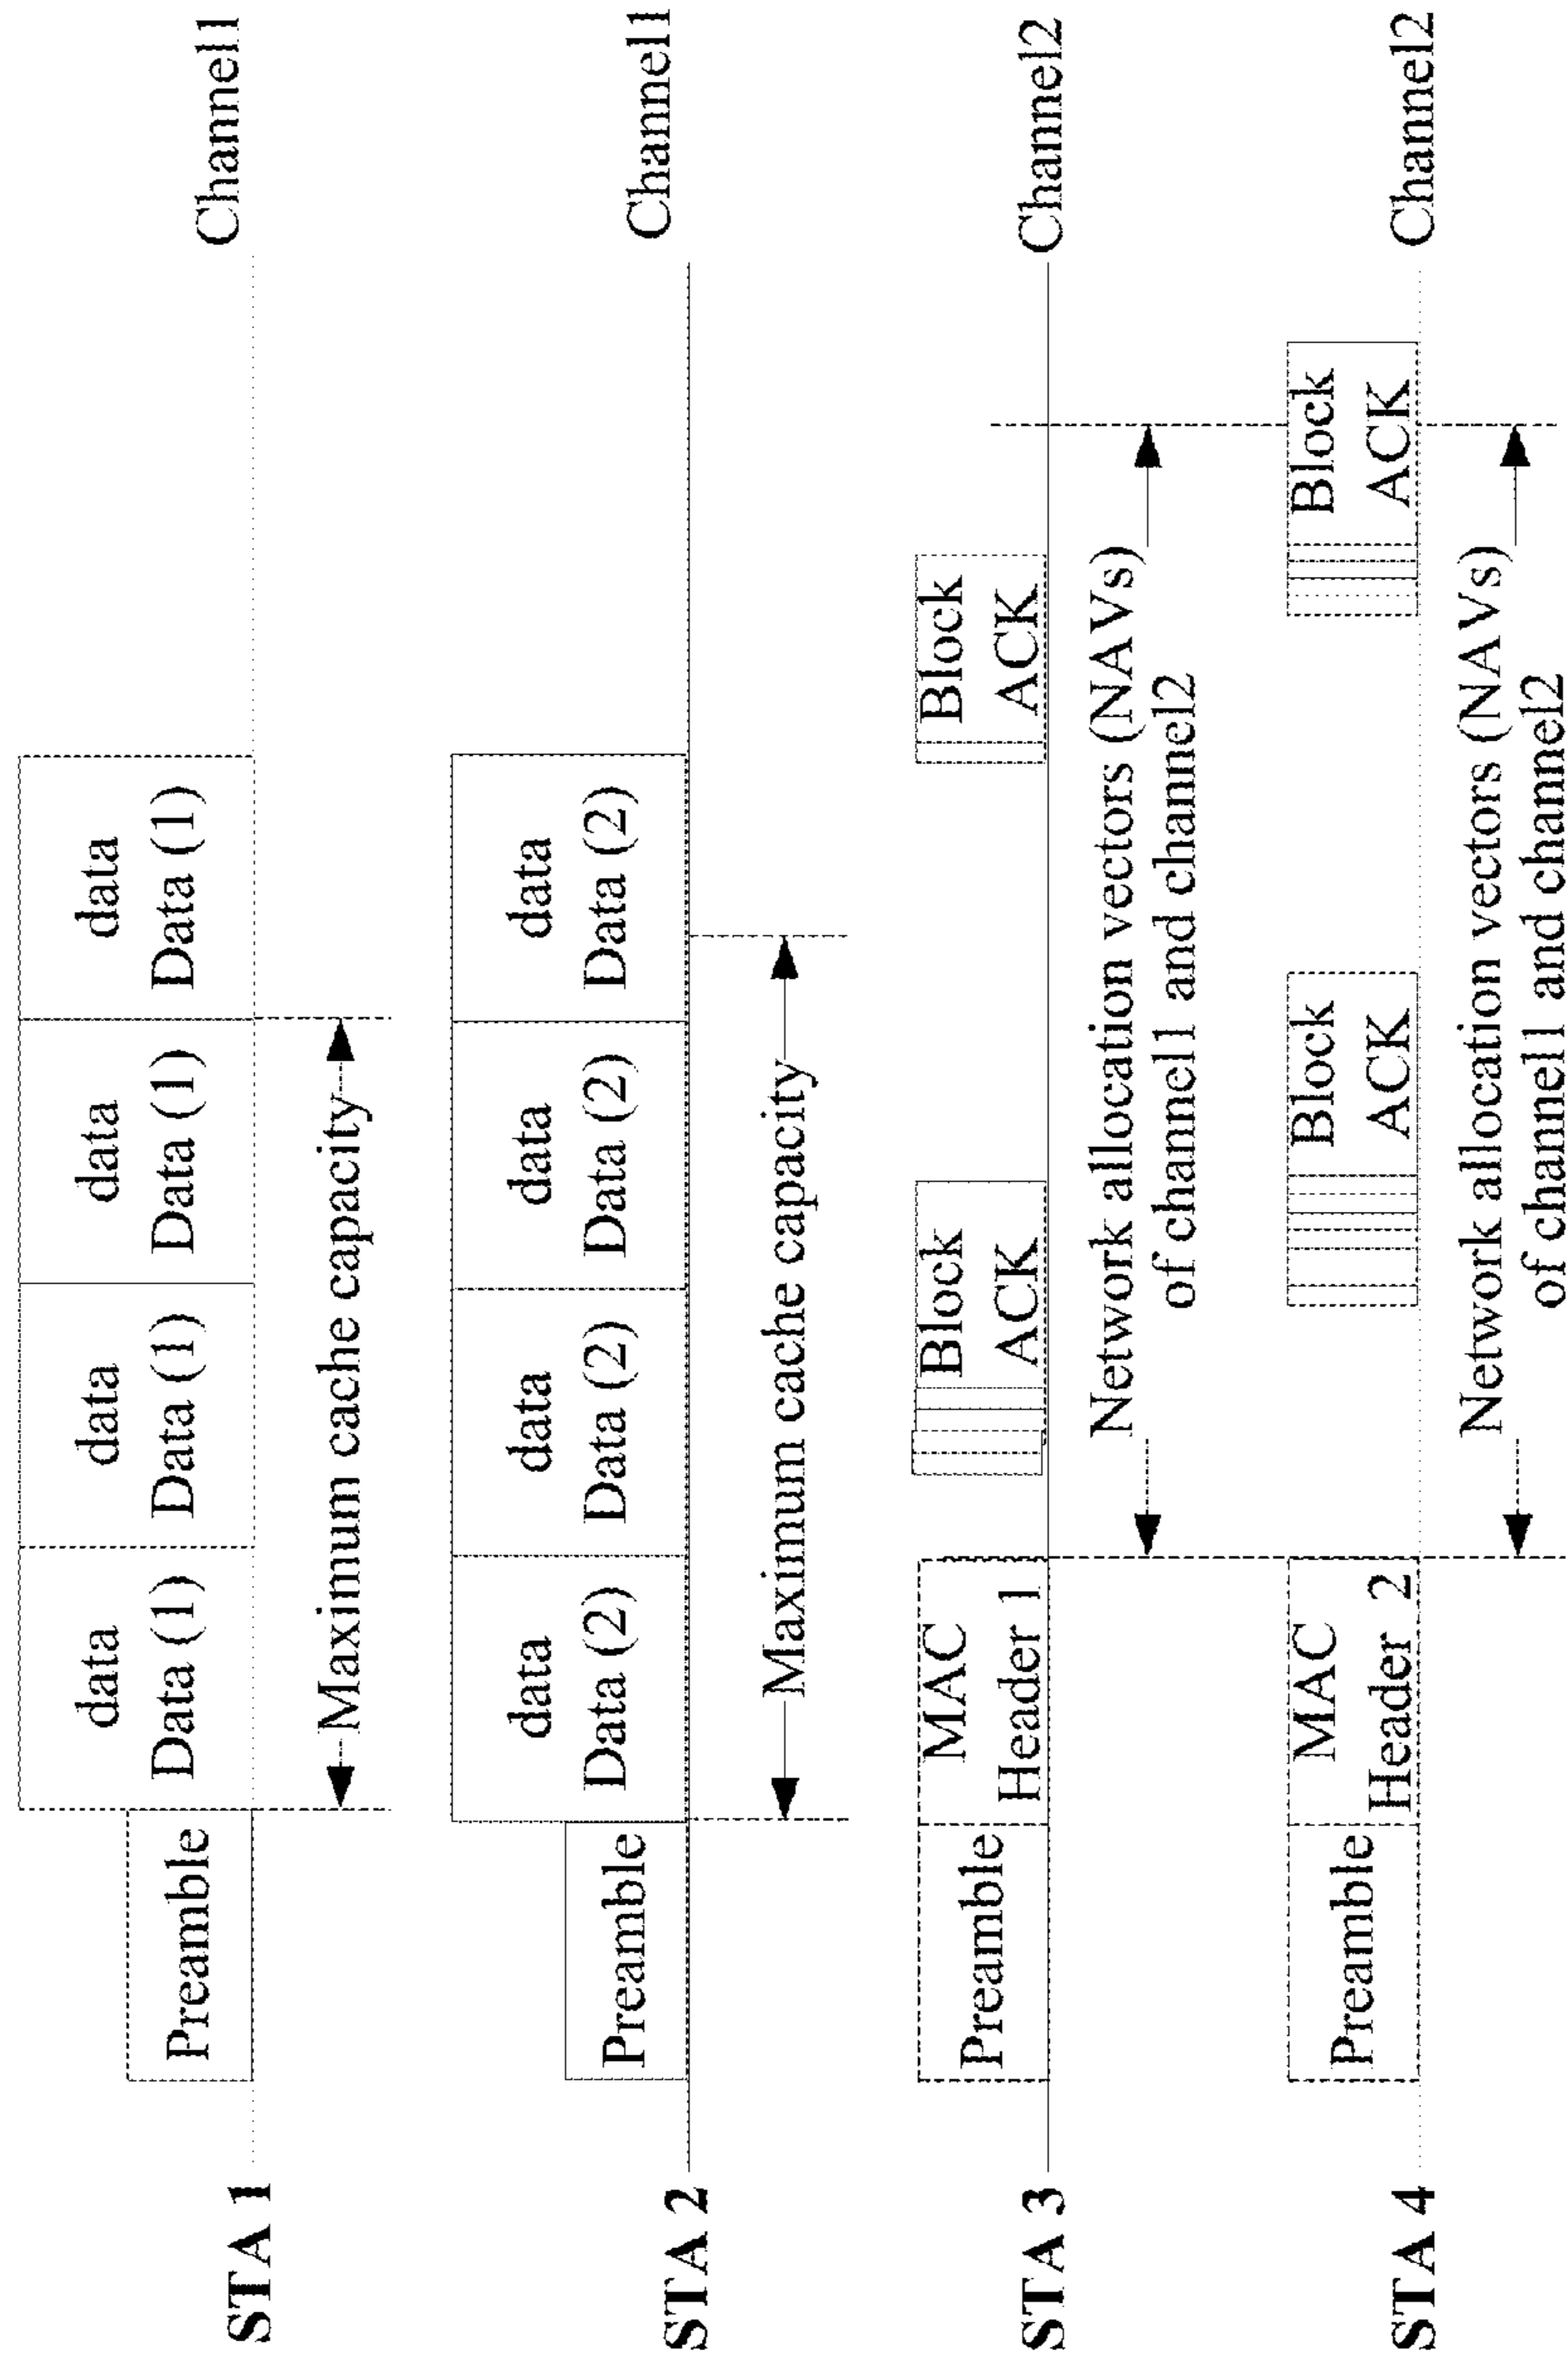 data
data
data
data
Data (1)
Data (1)
Data (1)
Data (1)
Preamble
STA 1
Channel1
Maximum cache capacity
data
data
data
data
Data (2)
Data (2)
Data (2)
Data (2)
Preamble
STA 2
Channel1
Maximum cache capacity
Preamble
MAC
Header 1
Block
ACK
Block
ACK
STA 3
Channel2
Network allocation vectors (NAVs)
of channel1 and channel2
Preamble
MAC
Header 2
Block
ACK
Block
ACK
STA 4
Channel2
Network allocation vectors (NAVs)
of channel1 and channel2